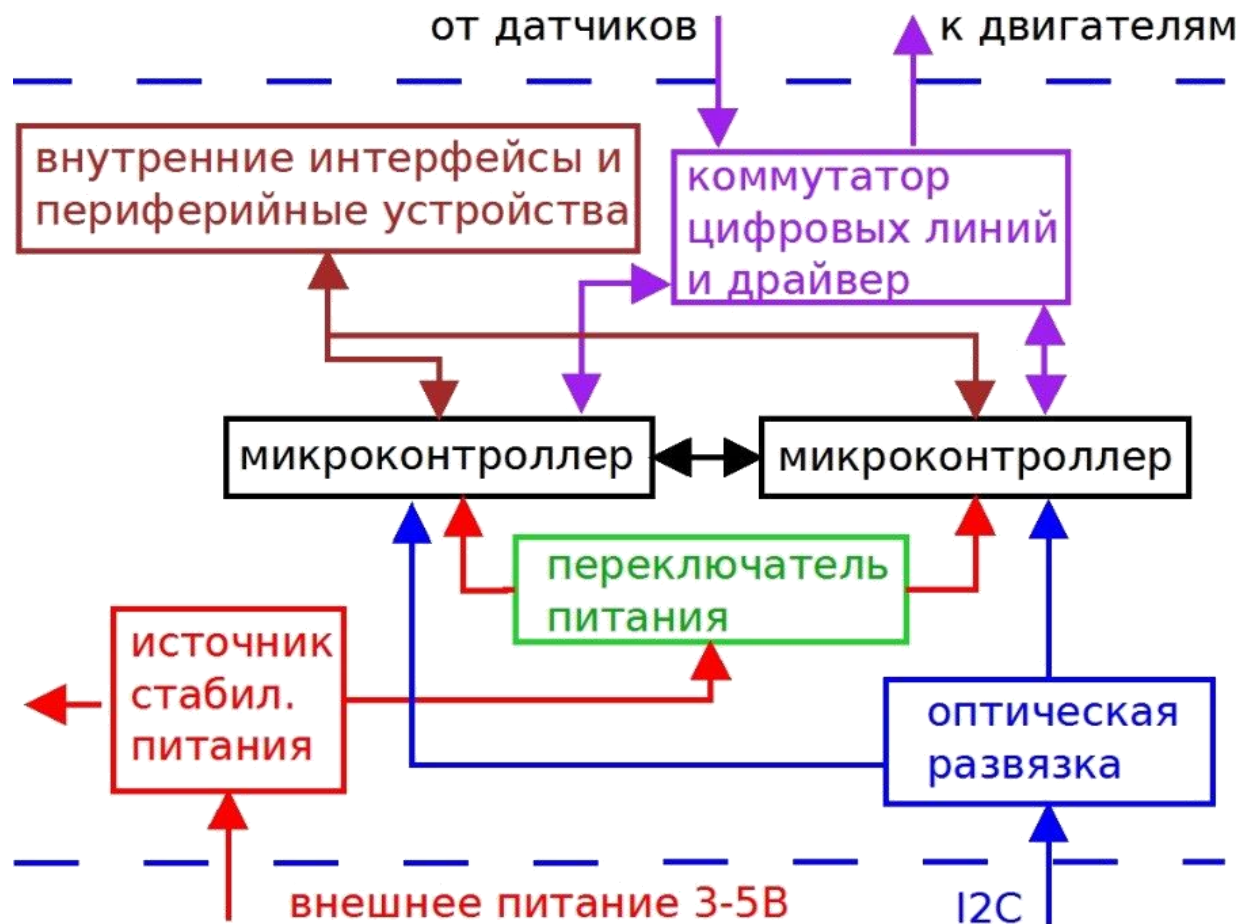 от датчиков
к двигателям
внутренние интерфейсы и
периферийные устройства
коммутатор
цифровых линий
и драйвер
микроконтроллер
микроконтроллер
переключатель
питания
источник
стабил.
питания
оптическая
развязка
внешнее питание 3-5В
I2C